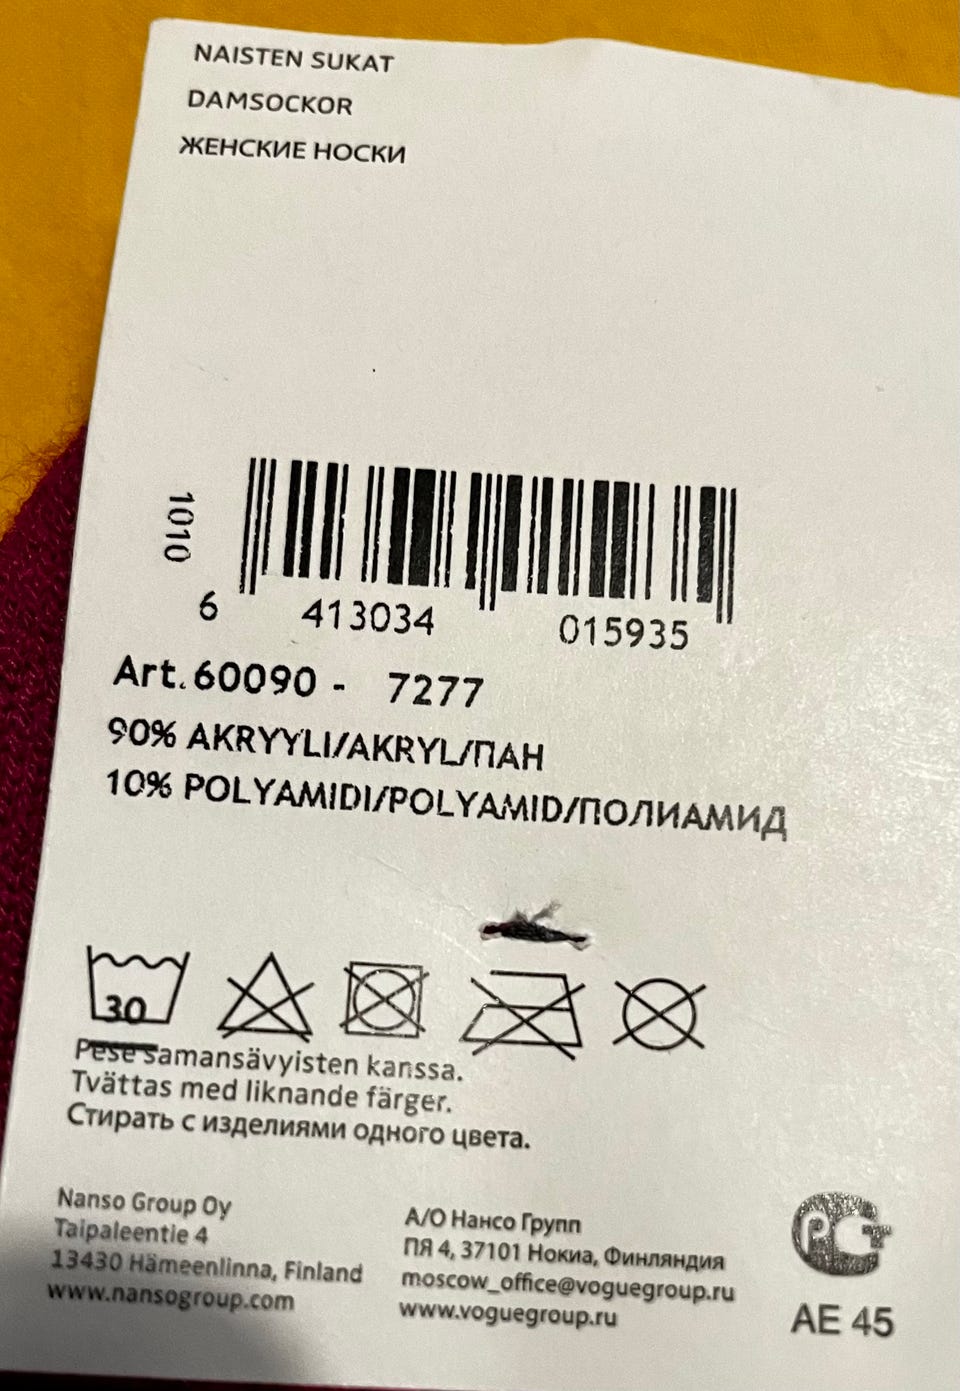 NAISTEN SUKAT
DAMSOCKOR
ЖЕНСКИЕ НОСКИ
1010
6 413034 015935
Art. 60090 - 7277
90% AKRYYLI/AKRYL/ПАН
10% POLYAMIDI/POLYAMID/ПОЛИАМИД
30
Pese samansävyisten kanssa.
Tvättas med liknande färger.
Стирать с изделиями одного цвета.
Nanso Group Oy
Taipaleentie 4
13430 Hämeenlinna, Finland
www.nansogroup.com
А/О Нансо Групп
ПЯ 4, 37101 Нокиа, Финляндия
moscow_office@voguegroup.ru
www.voguegroup.ru
РСТ
AE 45